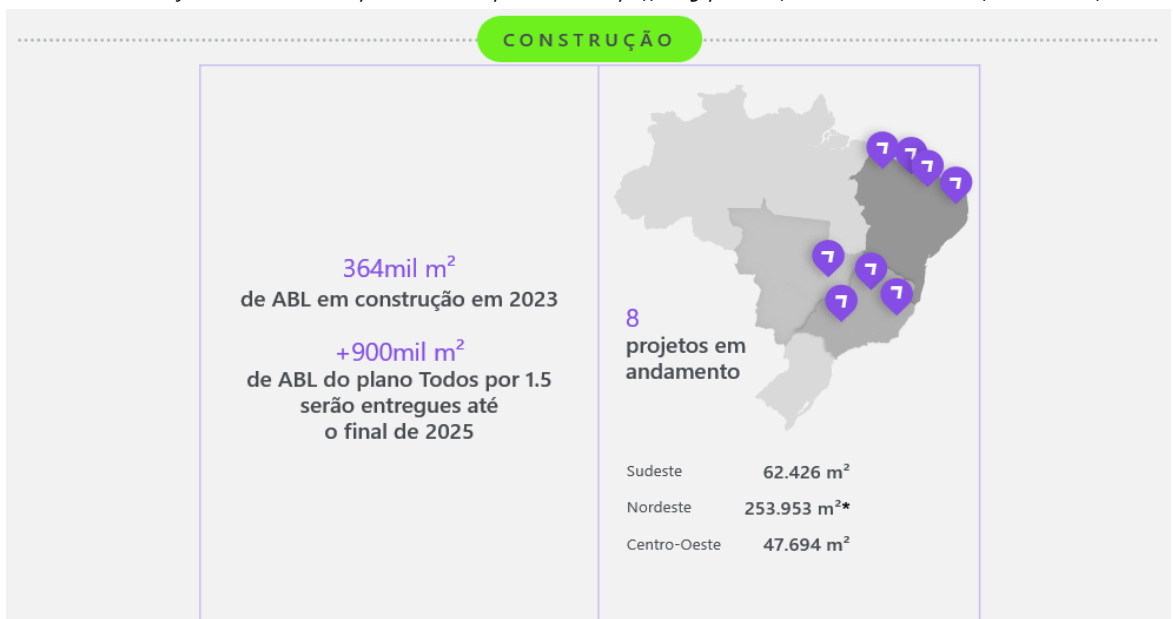 CONSTRUÇÃO
364mil m²
de ABL em construção em 2023
+900mil m²
de ABL do plano Todos por 1.5
serão entregues até
o final de 2025
8
projetos em
andamento
Sudeste 62.426 m²
Nordeste 253.953 m²*
Centro-Oeste 47.694 m²